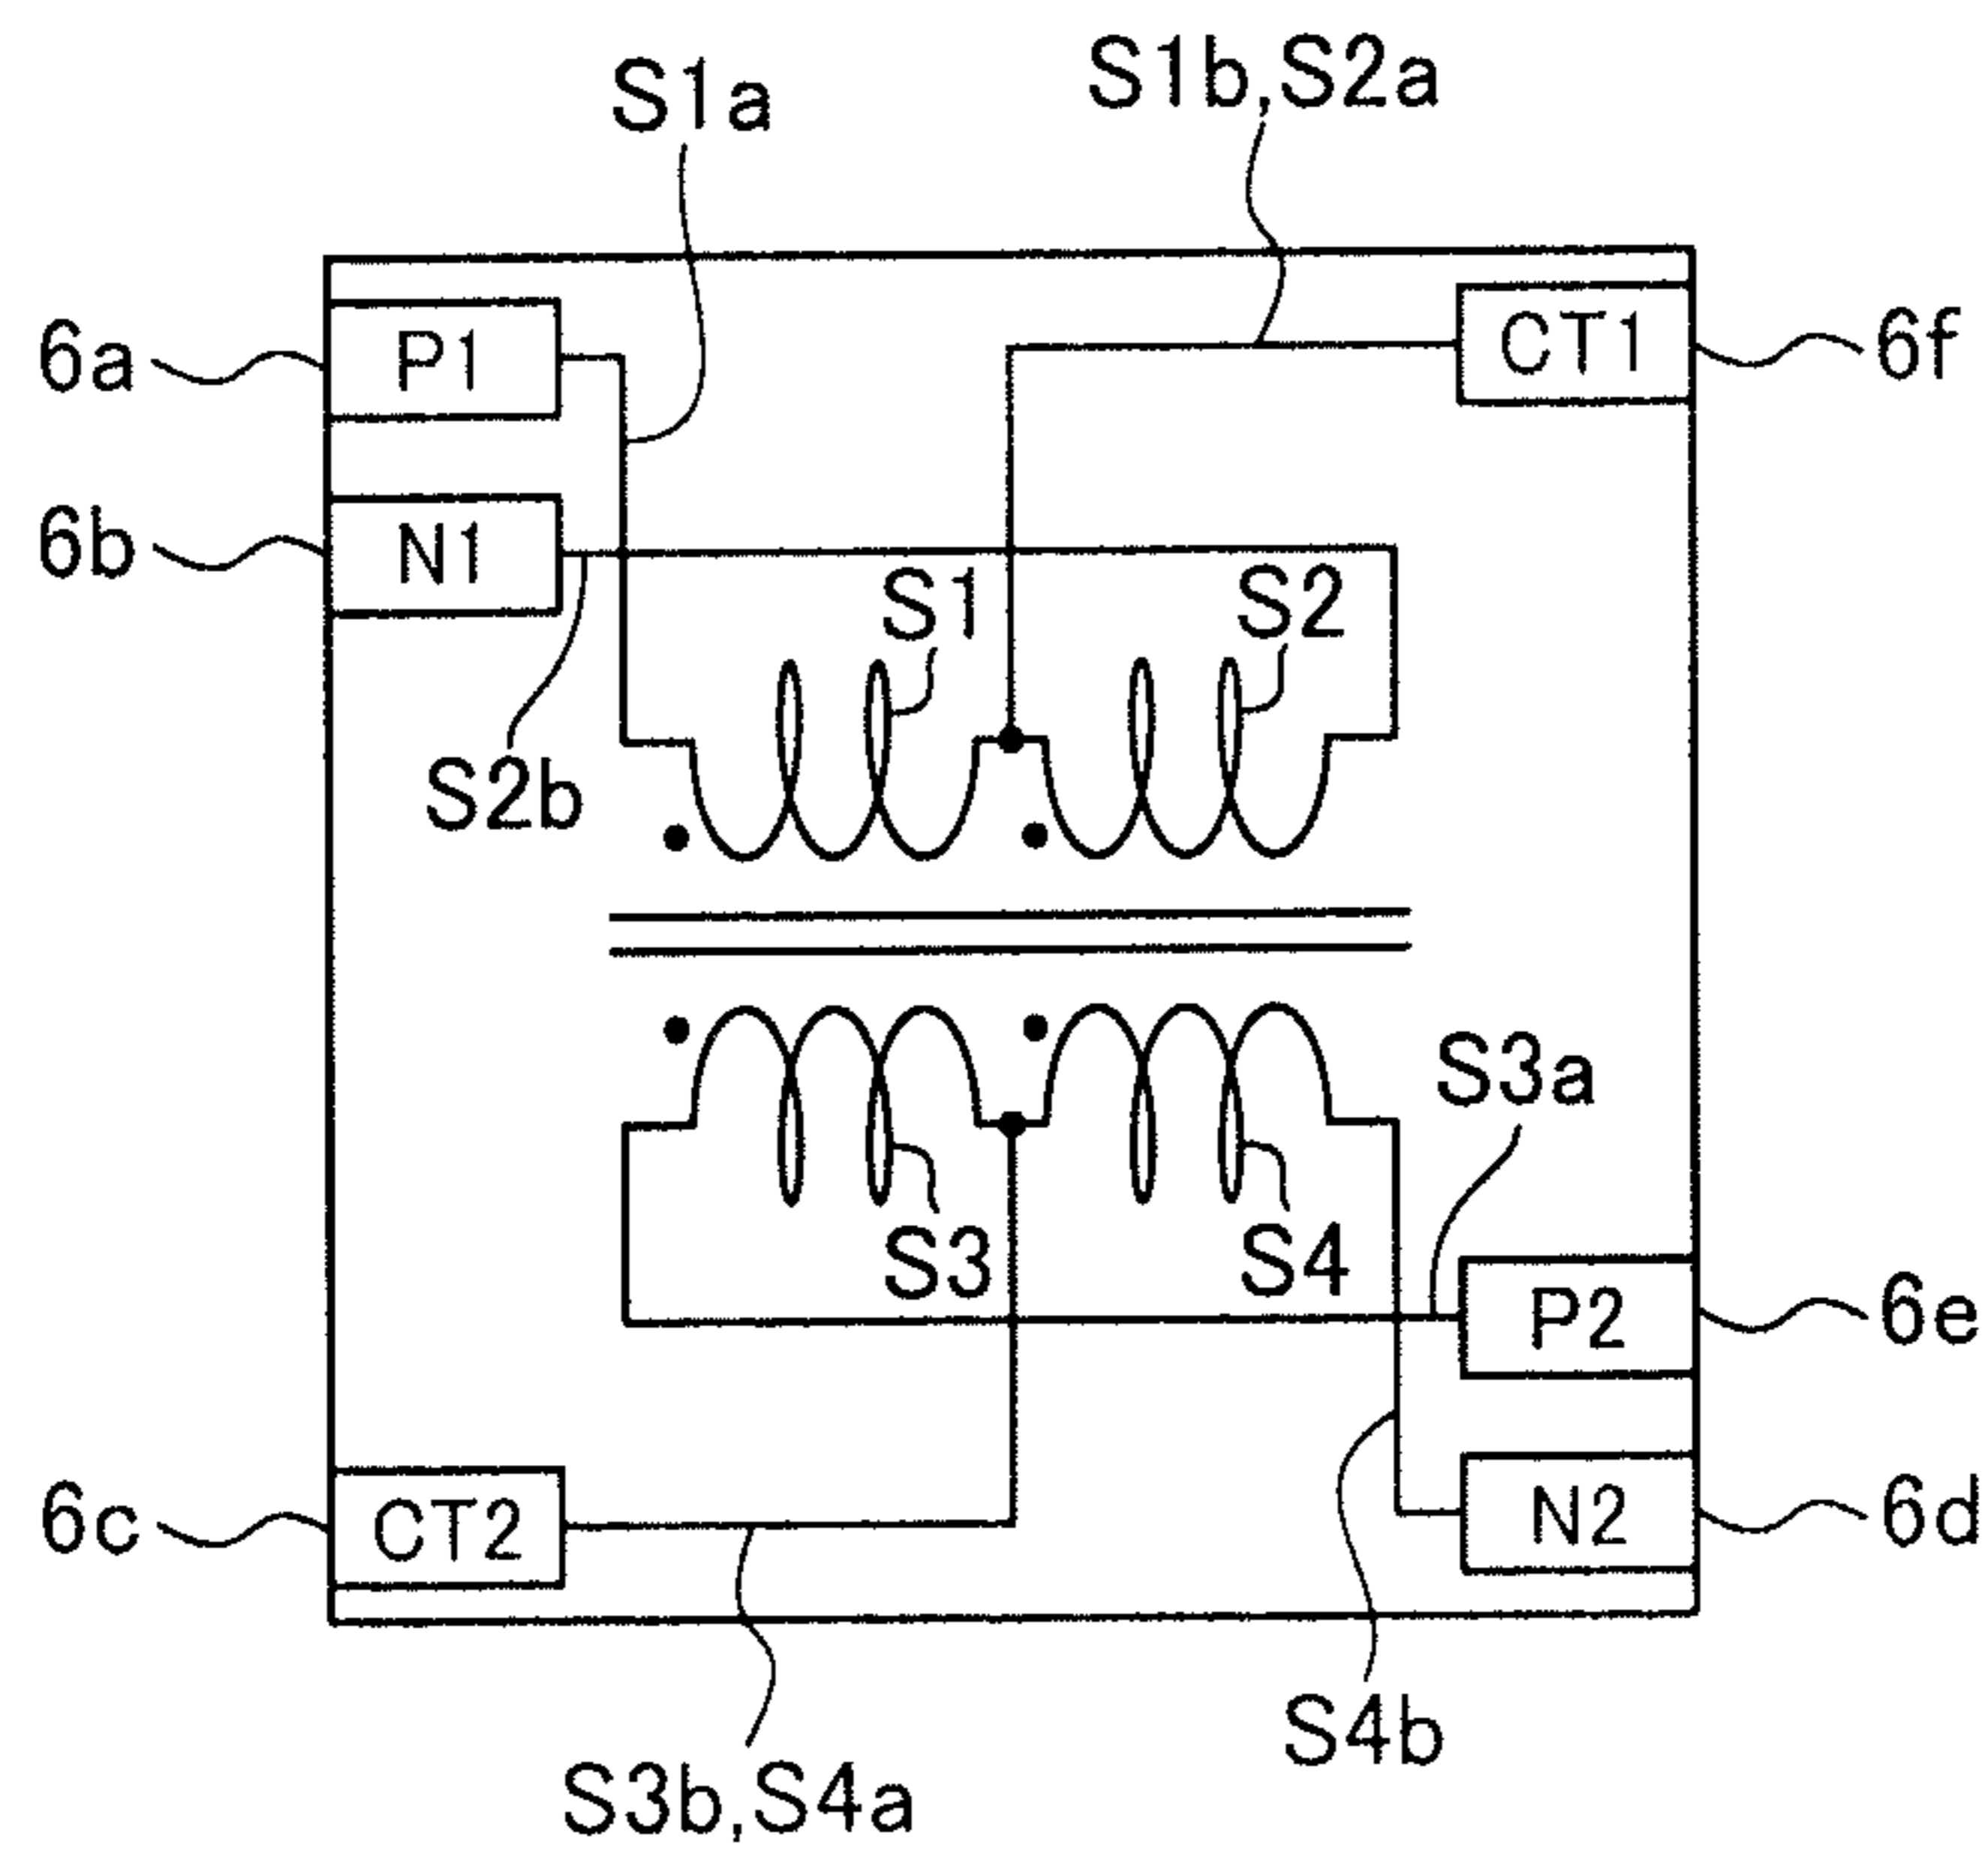 S1a
S1b,S2a
6a
P1
CT1
6f
6b
N1
S1
S2
S2b
S3a
S3
S4
P2
6e
6c
CT2
N2
6d
S4b
S3b,S4a